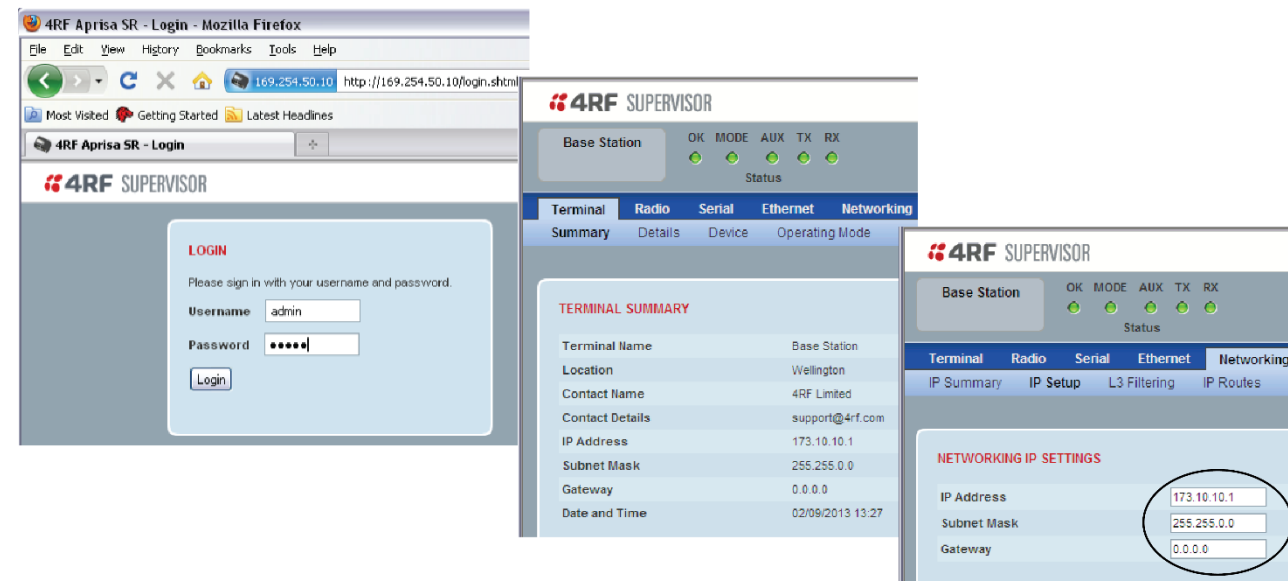 4RF Aprisa SR - Login - Mozilla Firefox
File Edit View History Bookmarks Tools Help
169.254.50.10 http://169.254.50.10/login.shtml
Most Visited Getting Started Latest Headlines
4RF Aprisa SR - Login
4RF SUPERVISOR
LOGIN
Please sign in with your username and password.
Username admin
Password •••••
Login
4RF SUPERVISOR
Base Station
OK MODE AUX TX RX
Status
Terminal Radio Serial Ethernet Networking
Summary Details Device Operating Mode
TERMINAL SUMMARY
Terminal Name Base Station
Location Wellington
Contact Name 4RF Limited
Contact Details support@4rf.com
IP Address 173.10.10.1
Subnet Mask 255.255.0.0
Gateway 0.0.0.0
Date and Time 02/09/2013 13:27
4RF SUPERVISOR
Base Station
OK MODE AUX TX RX
Status
Terminal Radio Serial Ethernet Networking
IP Summary IP Setup L3 Filtering IP Routes
NETWORKING IP SETTINGS
IP Address 173.10.10.1
Subnet Mask 255.255.0.0
Gateway 0.0.0.0